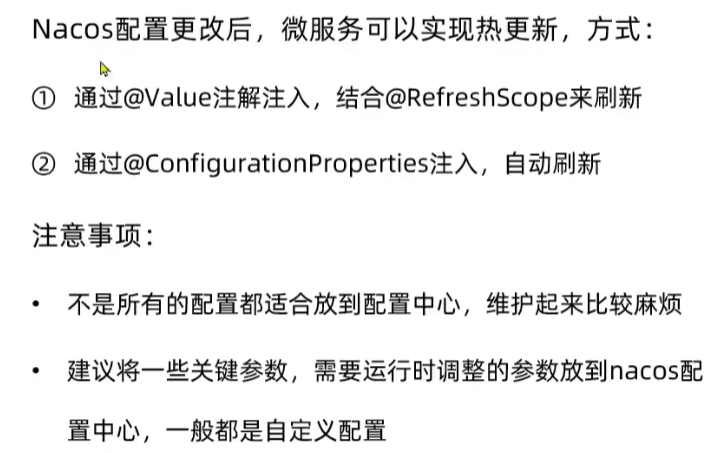 Nacos配置更改后，微服务可以实现热更新，方式：
① 通过@Value注解注入，结合@RefreshScope来刷新
② 通过@ConfigurationProperties注入，自动刷新
注意事项：
• 不是所有的配置都适合放到配置中心，维护起来比较麻烦
• 建议将一些关键参数，需要运行时调整的参数放到nacos配
置中心，一般都是自定义配置